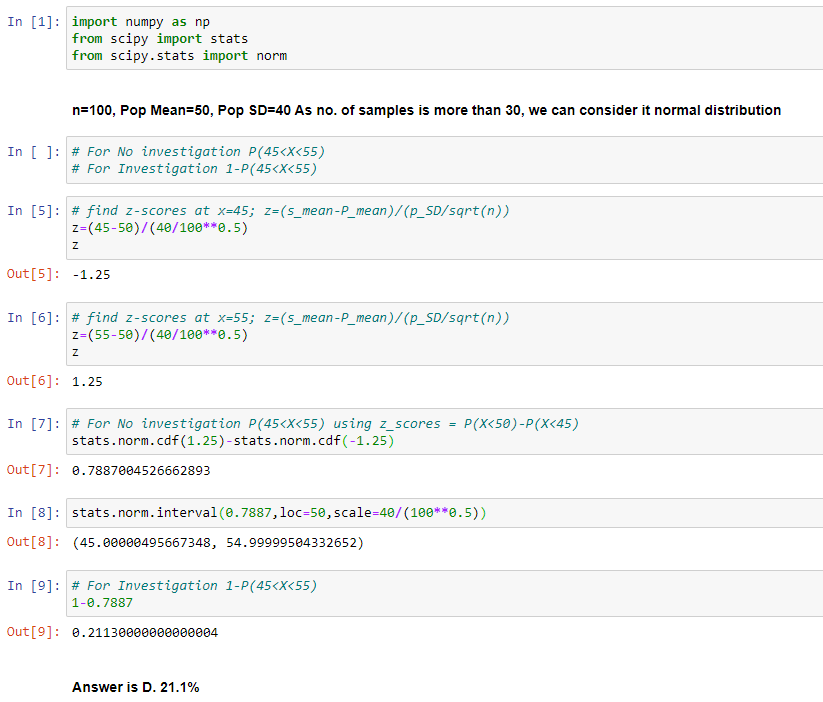 In [1]: import numpy as np
from scipy import stats
from scipy.stats import norm
n=100, Pop Mean=50, Pop SD=40 As no. of samples is more than 30, we can consider it normal distribution
In [ ]: # For No investigation P(45<X<55)
# For Investigation 1-P(45<X<55)
In [5]: # find z-scores at x=45; z=(s_mean-P_mean)/(p_SD/sqrt(n))
z=(45-50)/(40/100**0.5)
z
Out[5]: -1.25
In [6]: # find z-scores at x=55; z=(s_mean-P_mean)/(p_SD/sqrt(n))
z=(55-50)/(40/100**0.5)
z
Out[6]: 1.25
In [7]: # For No investigation P(45<X<55) using z_scores = P(X<50)-P(X<45)
stats.norm.cdf(1.25)-stats.norm.cdf(-1.25)
Out[7]: 0.7887004526662893
In [8]: stats.norm.interval(0.7887,loc=50,scale=40/(100**0.5))
Out[8]: (45.00000495667348, 54.99999504332652)
In [9]: # For Investigation 1-P(45<X<55)
1-0.7887
Out[9]: 0.21130000000000004
Answer is D. 21.1%